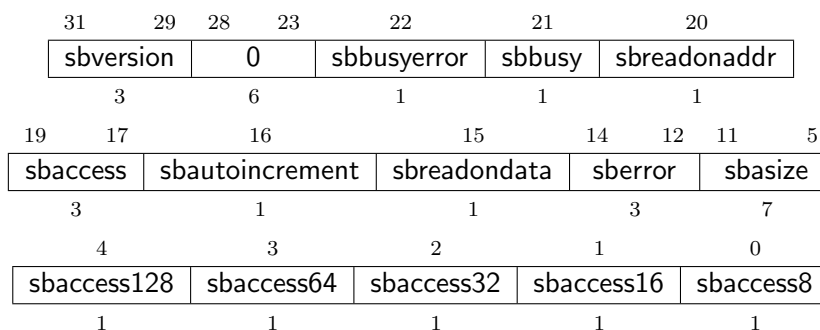 31 29 28 23 22 21 20
sbversion 0 sbbusyerror sbbusy sbreadonaddr
3 6 1 1 1
19 17 16 15 14 12 11 5
sbaccess sbautoincrement sbreadondata sberror sbasize
3 1 1 3 7
4 3 2 1 0
sbaccess128 sbaccess64 sbaccess32 sbaccess16 sbaccess8
1 1 1 1 1